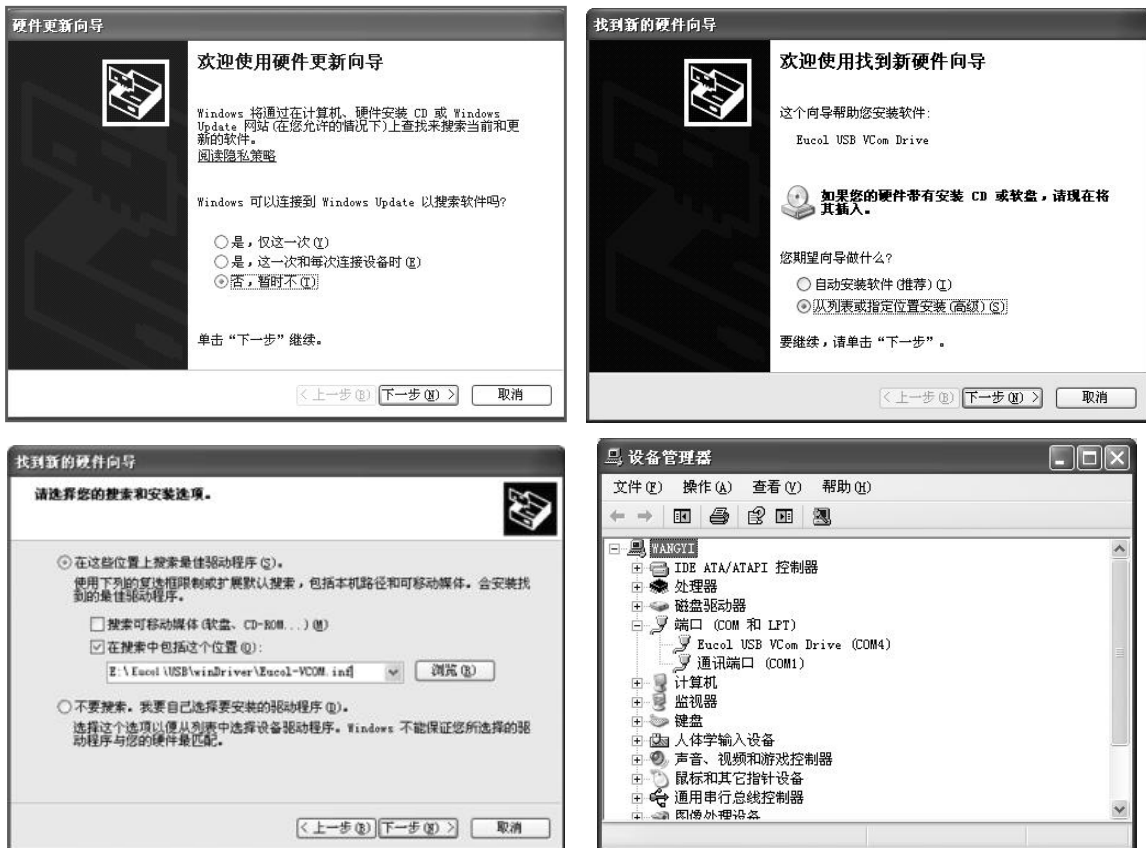 硬件更新向导
欢迎使用硬件更新向导
Windows 将通过在计算机、硬件安装 CD 或 Windows
Update 网站(在您允许的情况下)上查找来搜索当前和更
新的软件。
阅读隐私策略
Windows 可以连接到 Windows Update 以搜索软件吗?
是，仅这一次(Y)
是，这一次和每次连接设备时(E)
否，暂时不(T)
单击“下一步”继续。
<上一步(B) 下一步(N)> 取消
找到新的硬件向导
欢迎使用找到新硬件向导
这个向导帮助您安装软件:
Eucol USB VCom Drive
如果您的硬件带有安装 CD 或软盘，请现在将
其插入。
您期望向导做什么?
自动安装软件(推荐)(I)
从列表或指定位置安装(高级)(S)
要继续，请单击“下一步”。
<上一步(B) 下一步(N)> 取消
找到新的硬件向导
请选择您的搜索和安装选项。
在这些位置上搜索最佳驱动程序(S)。
使用下列的复选框限制或扩展默认搜索，包括本机路径和可移动媒体。会安装找
到的最佳驱动程序。
搜索可移动媒体(软盘、CD-ROM...)(M)
在搜索中包括这个位置(O):
E:\Eucol\USB\winDriver\Eucol-VCOM.inf 浏览(R)
不要搜索。我要自己选择要安装的驱动程序(D)。
选择这个选项以便从列表中选择设备驱动程序。Windows 不能保证您所选择的驱
动程序与您的硬件最匹配。
<上一步(B) 下一步(N)> 取消
设备管理器
文件(F) 操作(A) 查看(V) 帮助(H)
WANGYI
IDE ATA/ATAPI 控制器
处理器
磁盘驱动器
端口 (COM 和 LPT)
Eucol USB VCom Drive (COM4)
通讯端口 (COM1)
计算机
监视器
键盘
人体学输入设备
声音、视频和游戏控制器
鼠标和其它指针设备
通用串行总线控制器
图像处理设备